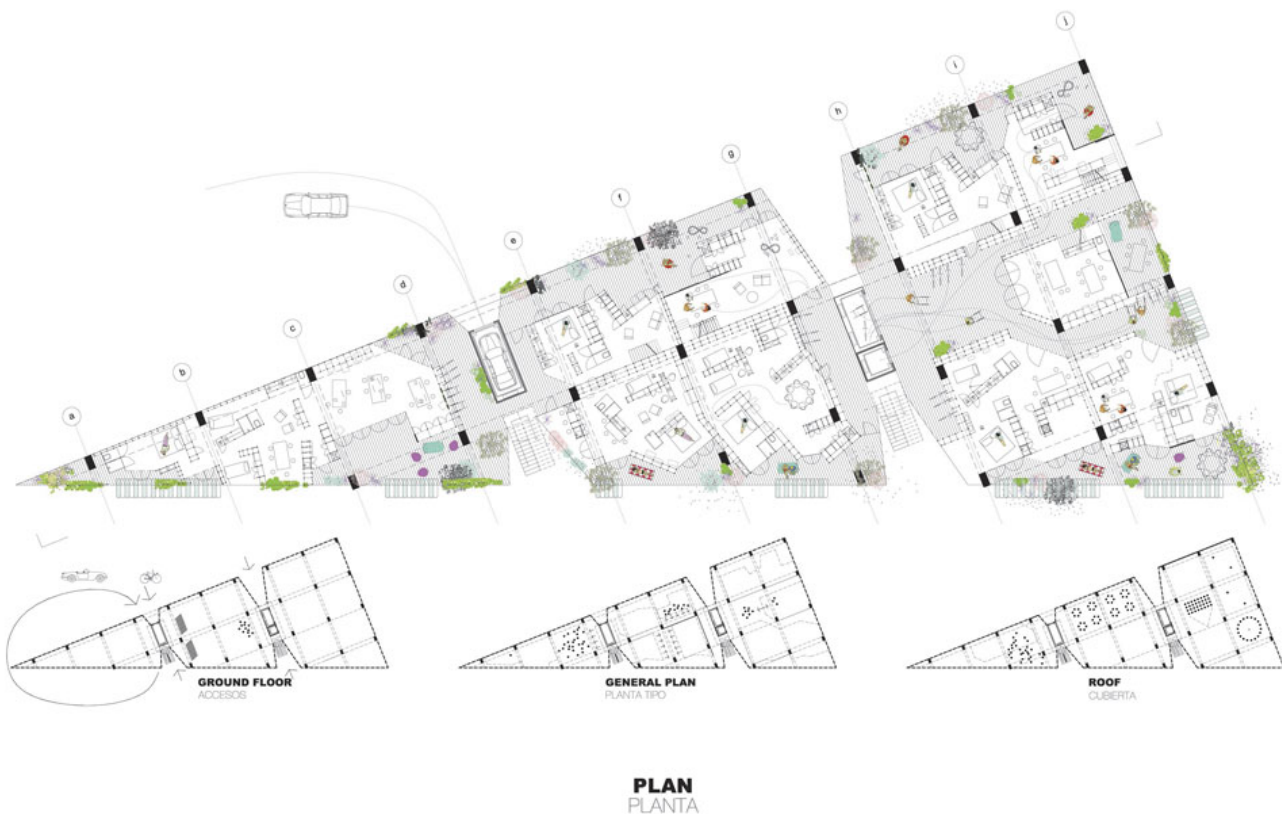 j
i
h
g
f
e
d
c
b
a
GROUND FLOOR
ACCESOS
GENERAL PLAN
PLANTA TIPO
ROOF
CUBIERTA
PLAN
PLANTA